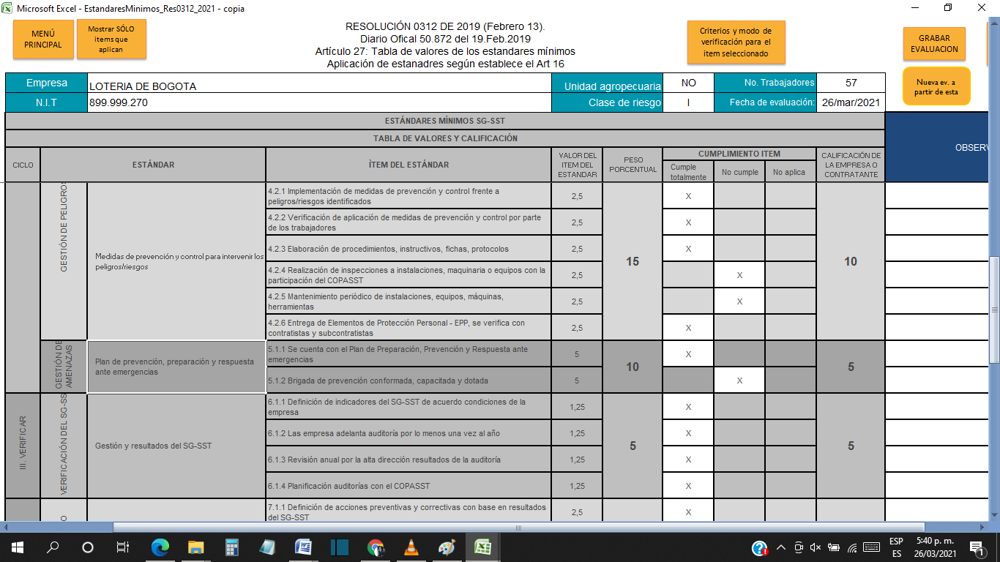 Microsoft Excel - EstandaresMinimos_Res0312_2021 - copia
MENÚ
PRINCIPAL
Mostrar SÓLO
items que
aplican
RESOLUCIÓN 0312 DE 2019 (Febrero 13).
Diario Ofical 50.872 del 19.Feb.2019
Artículo 27: Tabla de valores de los estandares mínimos
Aplicación de estanadres según establece el Art 16
Criterios y modo de
verificación para el
item seleccionado
GRABAR
EVALUACION
Nueva ev. a
partir de esta
Empresa LOTERIA DE BOGOTA Unidad agropecuaria NO No. Trabajadores 57
N.I.T 899.999.270 Clase de riesgo I Fecha de evaluación: 26/mar/2021
ESTÁNDARES MÍNIMOS SG-SST
TABLA DE VALORES Y CALIFICACIÓN
OBSERV
CICLO
ESTÁNDAR
ÍTEM DEL ESTÁNDAR
VALOR DEL
ITEM DEL
ESTANDAR
PESO
PORCENTUAL
CUMPLIMIENTO ITEM
Cumple
totalmente
No cumple
No aplica
CALIFICACIÓN DE
LA EMPRESA O
CONTRATANTE
GESTIÓN DE PELIGROS
Medidas de prevención y control para intervenir los
peligros/riesgos
4.2.1 Implementación de medidas de prevención y control frente a
peligros/riesgos identificados
2,5
X
4.2.2 Verificación de aplicación de medidas de prevención y control por parte
de los trabajadores
2,5
X
4.2.3 Elaboración de procedimientos, instructivos, fichas, protocolos
2,5
X
15
10
4.2.4 Realización de inspecciones a instalaciones, maquinaria o equipos con la
participación del COPASST
2,5
X
4.2.5 Mantenimiento periódico de instalaciones, equipos, máquinas,
herramientas
2,5
X
4.2.6 Entrega de Elementos de Protección Personal - EPP, se verifica con
contratistas y subcontratistas
2,5
X
GESTIÓN DE
AMENAZAS
Plan de prevención, preparación y respuesta
ante emergencias
5.1.1 Se cuenta con el Plan de Preparación, Prevención y Respuesta ante
emergencias
5
X
10
5
5.1.2 Brigada de prevención conformada, capacitada y dotada
5
X
III. VERIFICAR
VERIFICACIÓN DEL SG-SS
Gestión y resultados del SG-SST
6.1.1 Definición de indicadores del SG-SST de acuerdo condiciones de la
empresa
1,25
X
6.1.2 Las empresa adelanta auditoría por lo menos una vez al año
1,25
X
5
5
6.1.3 Revisión anual por la alta dirección resultados de la auditoría
1,25
X
6.1.4 Planificación auditorías con el COPASST
1,25
X
O
7.1.1 Definición de acciones preventivas y correctivas con base en resultados
del SG-SST
2,5
X
ESP
ES
5:40 p. m.
26/03/2021
1